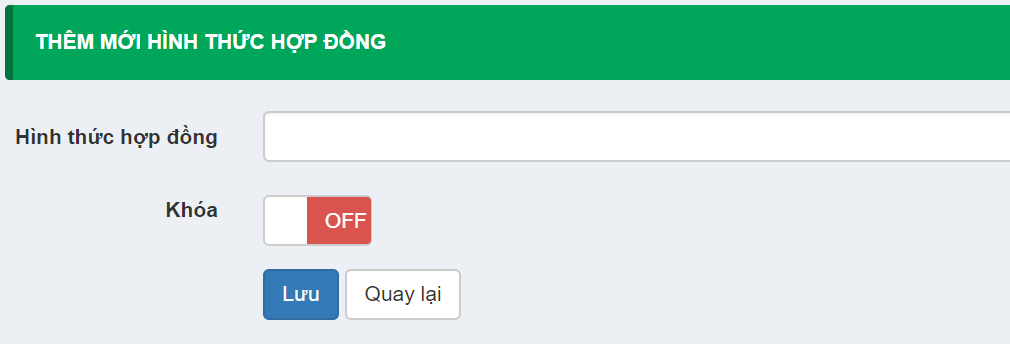 THÊM MỚI HÌNH THỨC HỢP ĐỒNG
Hình thức hợp đồng
Khóa
OFF
Lưu Quay lại